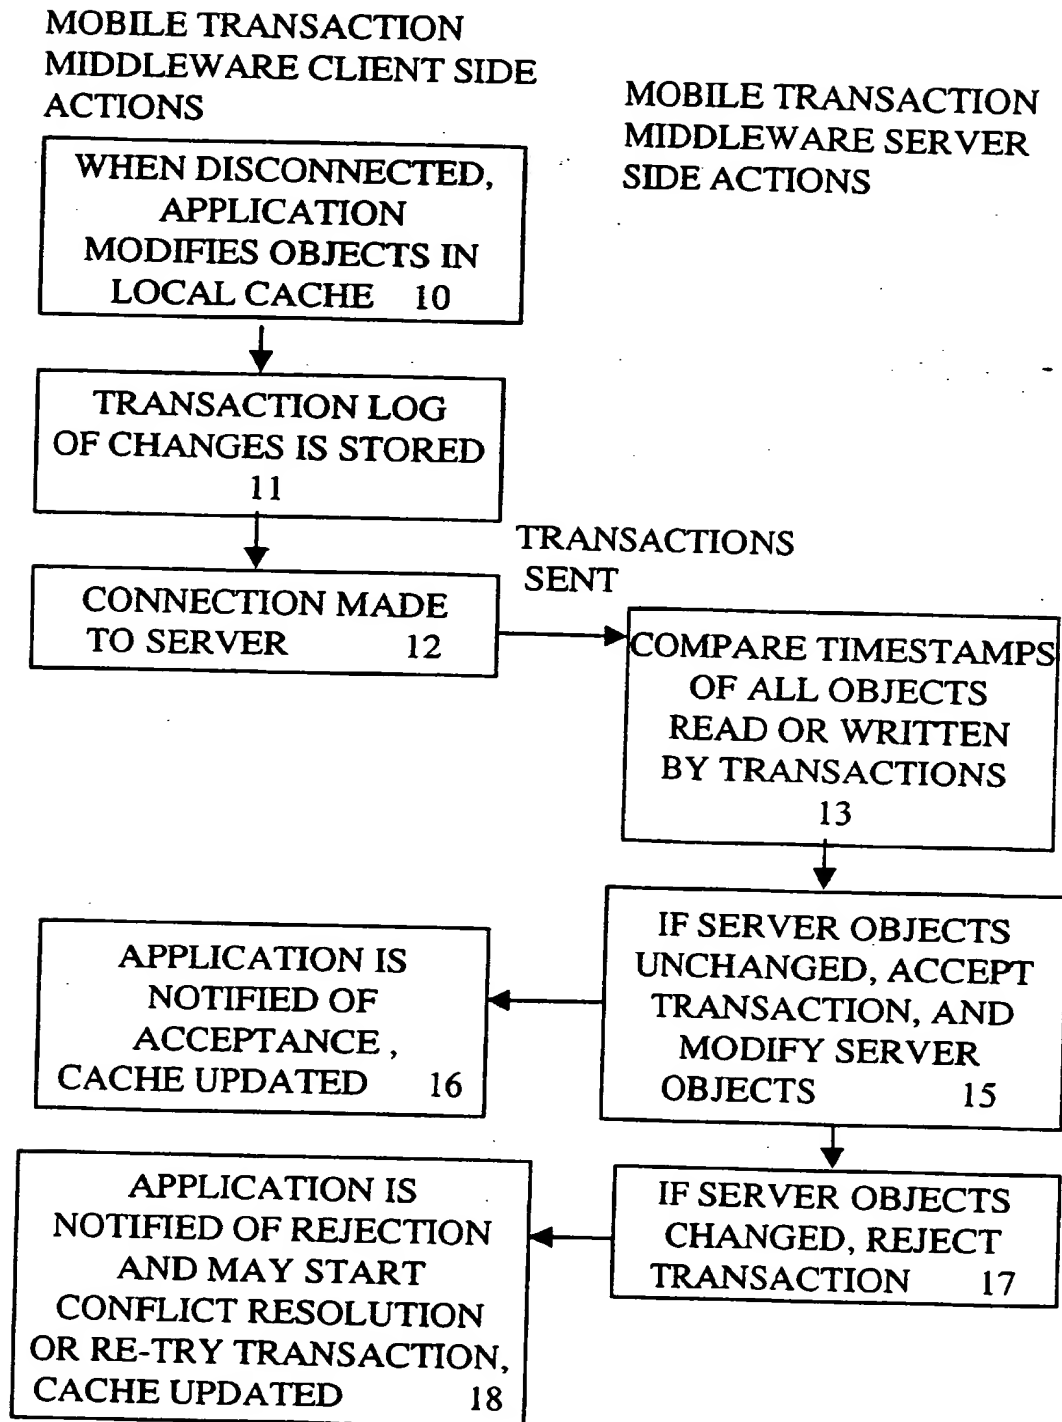 MOBILE TRANSACTION
MIDDLEWARE CLIENT SIDE
ACTIONS
MOBILE TRANSACTION
MIDDLEWARE SERVER
SIDE ACTIONS
WHEN DISCONNECTED,
APPLICATION
MODIFIES OBJECTS IN
LOCAL CACHE 10
TRANSACTION LOG
OF CHANGES IS STORED
11
CONNECTION MADE
TO SERVER 12
TRANSACTIONS
SENT
COMPARE TIMESTAMPS
OF ALL OBJECTS
READ OR WRITTEN
BY TRANSACTIONS
13
IF SERVER OBJECTS
UNCHANGED, ACCEPT
TRANSACTION, AND
MODIFY SERVER
OBJECTS 15
APPLICATION IS
NOTIFIED OF
ACCEPTANCE ,
CACHE UPDATED 16
IF SERVER OBJECTS
CHANGED, REJECT
TRANSACTION 17
APPLICATION IS
NOTIFIED OF REJECTION
AND MAY START
CONFLICT RESOLUTION
OR RE-TRY TRANSACTION,
CACHE UPDATED 18